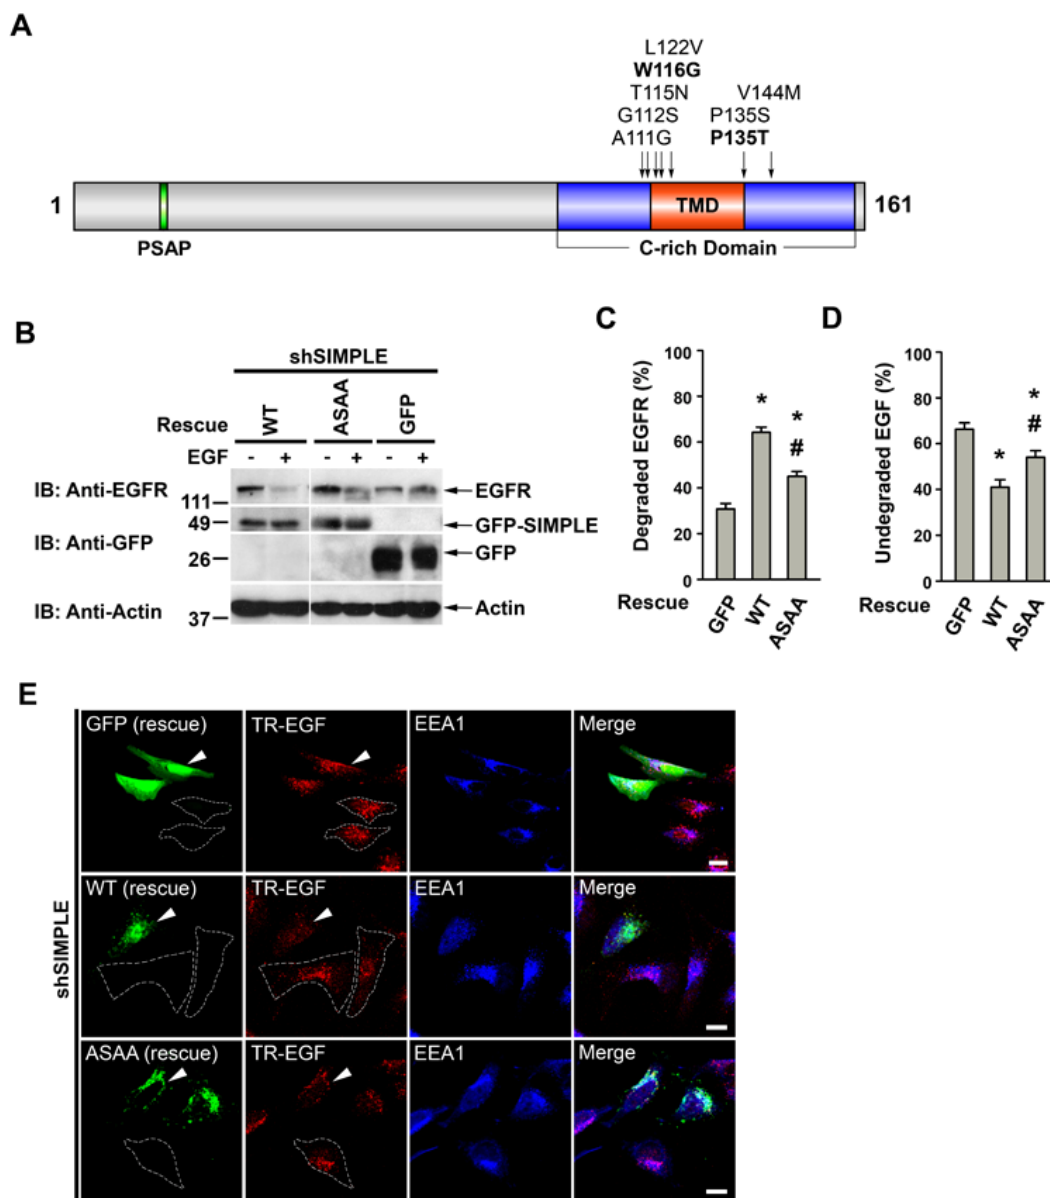 A
L122V
W116G
T115N V144M
G112S P135S
A111G P135T
1 TMD 161
PSAP C-rich Domain
B
shSIMPLE
Rescue WT ASAA GFP
EGF - + - + - +
IB: Anti-EGFR EGFR
111
49 GFP-SIMPLE
IB: Anti-GFP GFP
26
IB: Anti-Actin Actin
37
C
Degraded EGFR (%)
100
80
60
40
20
0
* * #
Rescue GFP WT ASAA
D
Undegraded EGF (%)
100
80
60
40
20
0
* * #
Rescue GFP WT ASAA
E
shSIMPLE
GFP (rescue) TR-EGF EEA1 Merge
WT (rescue) TR-EGF EEA1 Merge
ASAA (rescue) TR-EGF EEA1 Merge